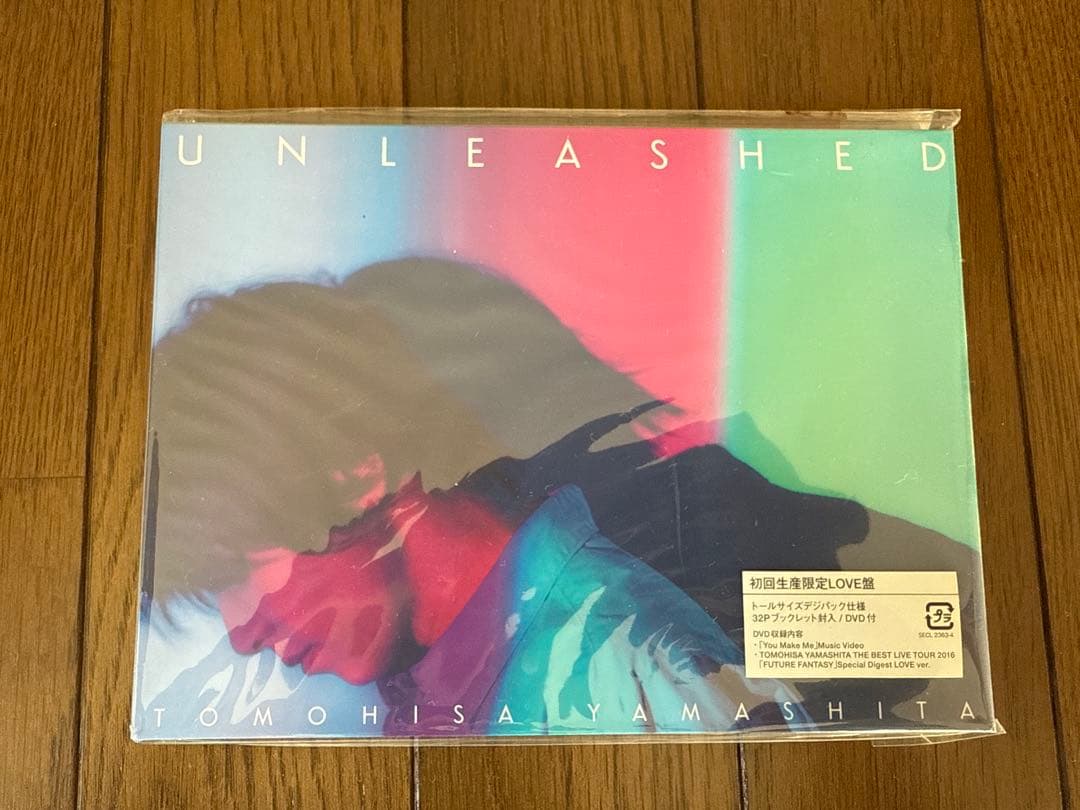 UNLEASHED
初回生産限定LOVE盤
トールサイズデジパック仕様
32Pブックレット封入 / DVD付
プラ
SECL 2363-4
DVD収録内容
・「You Make Me」Music Video
・TOMOHISA YAMASHITA THE BEST LIVE TOUR 2016
「FUTURE FANTASY」Special Digest LOVE ver.
TOMOHISA YAMASHITA